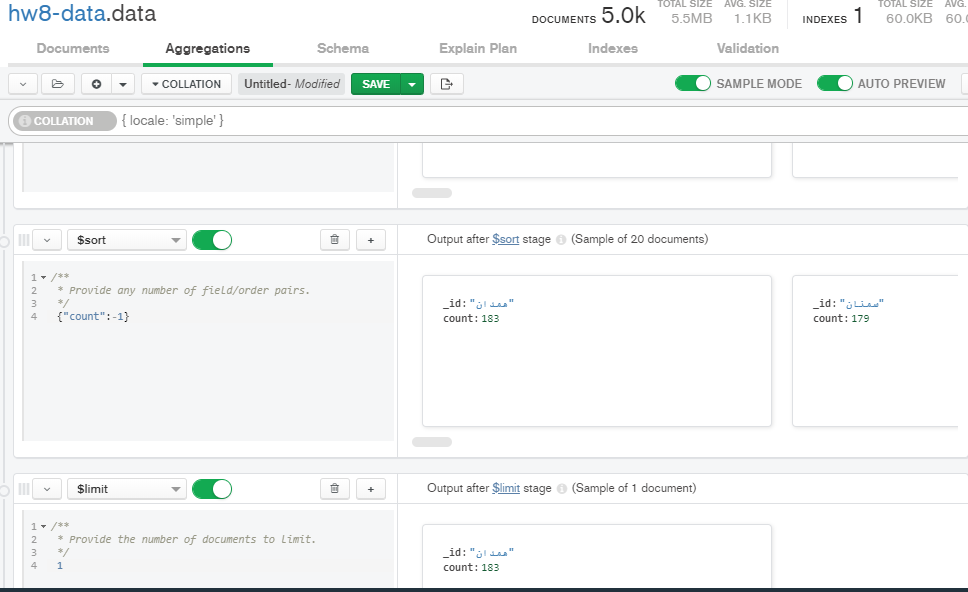 hw8-data.data
DOCUMENTS 5.0k
TOTAL SIZE 5.5MB
AVG. SIZE 1.1KB
INDEXES 1
TOTAL SIZE 60.0KB
AVG. 60.0
Documents
Aggregations
Schema
Explain Plan
Indexes
Validation
COLLATION
Untitled- Modified
SAVE
SAMPLE MODE
AUTO PREVIEW
COLLATION { locale: 'simple' }
$sort
Output after $sort stage (Sample of 20 documents)
1 /**
2 * Provide any number of field/order pairs.
3 */
4 {"count":-1}
_id:"همدان"
count:183
_id:"سمنان"
count:179
$limit
Output after $limit stage (Sample of 1 document)
1 /**
2 * Provide the number of documents to limit.
3 */
4 1
_id:"همدان"
count:183